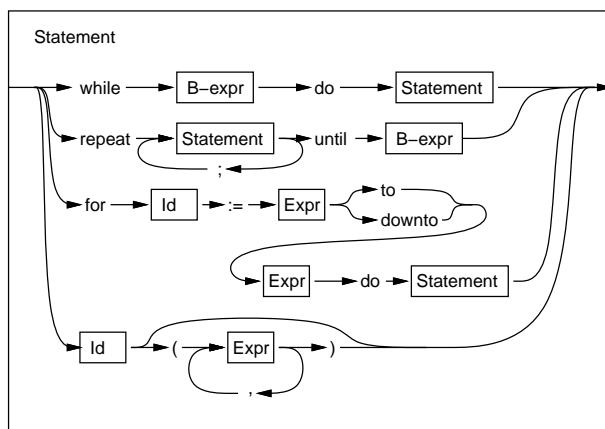 Statement
while B-expr do Statement
repeat Statement until B-expr
;
for Id := Expr to
downto
Expr do Statement
Id ( Expr )
,